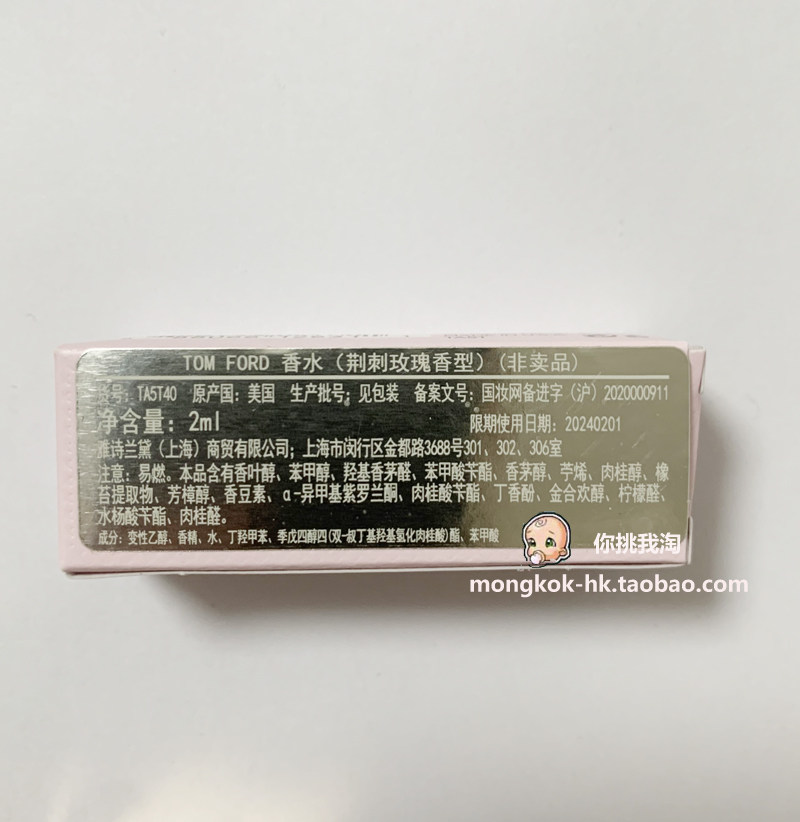 TOM FORD 香水（荆刺玫瑰香型）（非卖品）
货号：TA5T40 原产国：美国 生产批号：见包装 备案文号：国妆网备进字（沪）2020000911
净含量：2ml 限期使用日期：20240201
雅诗兰黛（上海）商贸有限公司；上海市闵行区金都路3688号301、302、306室
注意：易燃。本品含有香叶醇、苯甲醇、羟基香茅醛、苯甲酸苄酯、香茅醇、苧烯、肉桂醇、橡
苔提取物、芳樟醇、香豆素、α-异甲基紫罗兰酮、肉桂酸苄酯、丁香酚、金合欢醇、柠檬醛、
水杨酸苄酯、肉桂醛。
成分：变性乙醇、香精、水、丁羟甲苯、季戊四醇四(双-叔丁基羟基氢化肉桂酸)酯、苯甲酸
你挑我淘
mongkok-hk.taobao.com